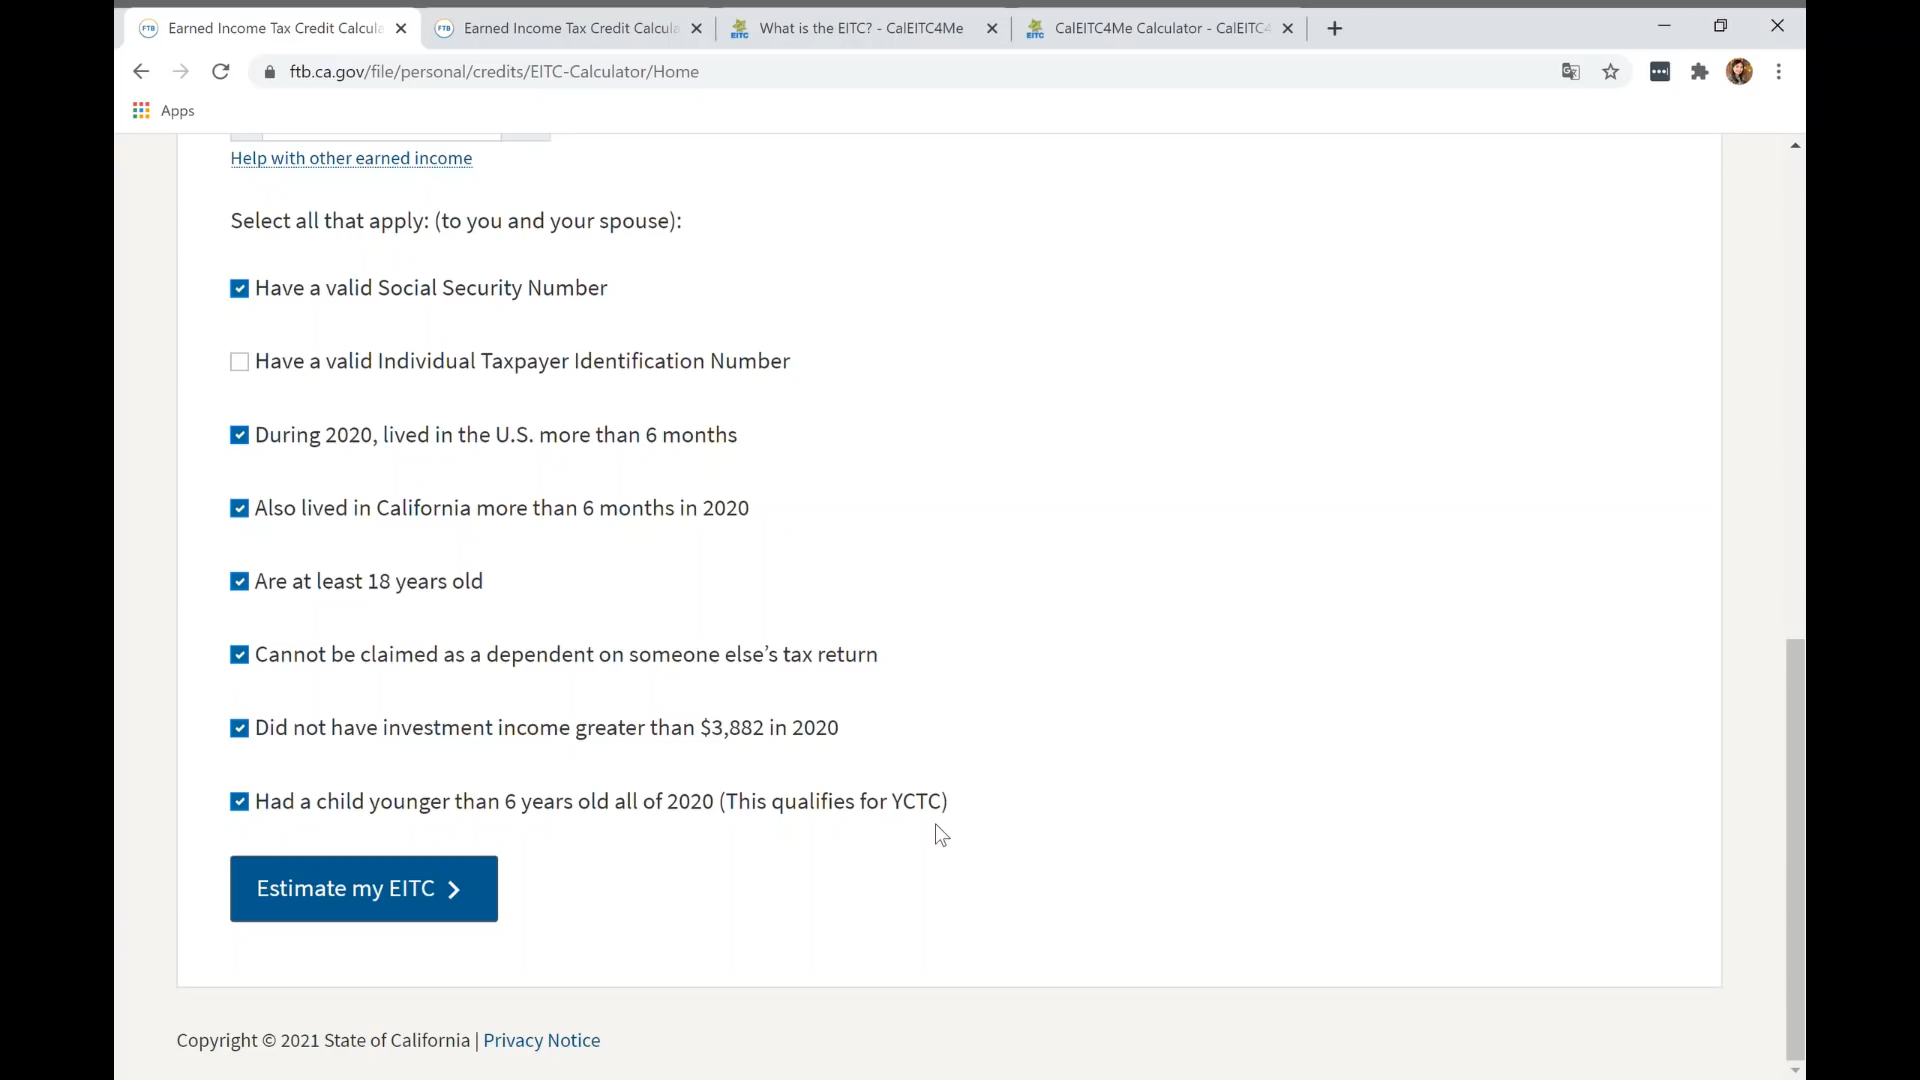 FTB Earned Income Tax Credit Calcula
FTB Earned Income Tax Credit Calcula
EITC What is the EITC? - CalEITC4Me
EITC CalEITC4Me Calculator - CalEITC4
ftb.ca.gov/file/personal/credits/EITC-Calculator/Home
Apps
Help with other earned income
Select all that apply: (to you and your spouse):
Have a valid Social Security Number
Have a valid Individual Taxpayer Identification Number
During 2020, lived in the U.S. more than 6 months
Also lived in California more than 6 months in 2020
Are at least 18 years old
Cannot be claimed as a dependent on someone else’s tax return
Did not have investment income greater than $3,882 in 2020
Had a child younger than 6 years old all of 2020 (This qualifies for YCTC)
Estimate my EITC
Copyright © 2021 State of California | Privacy Notice